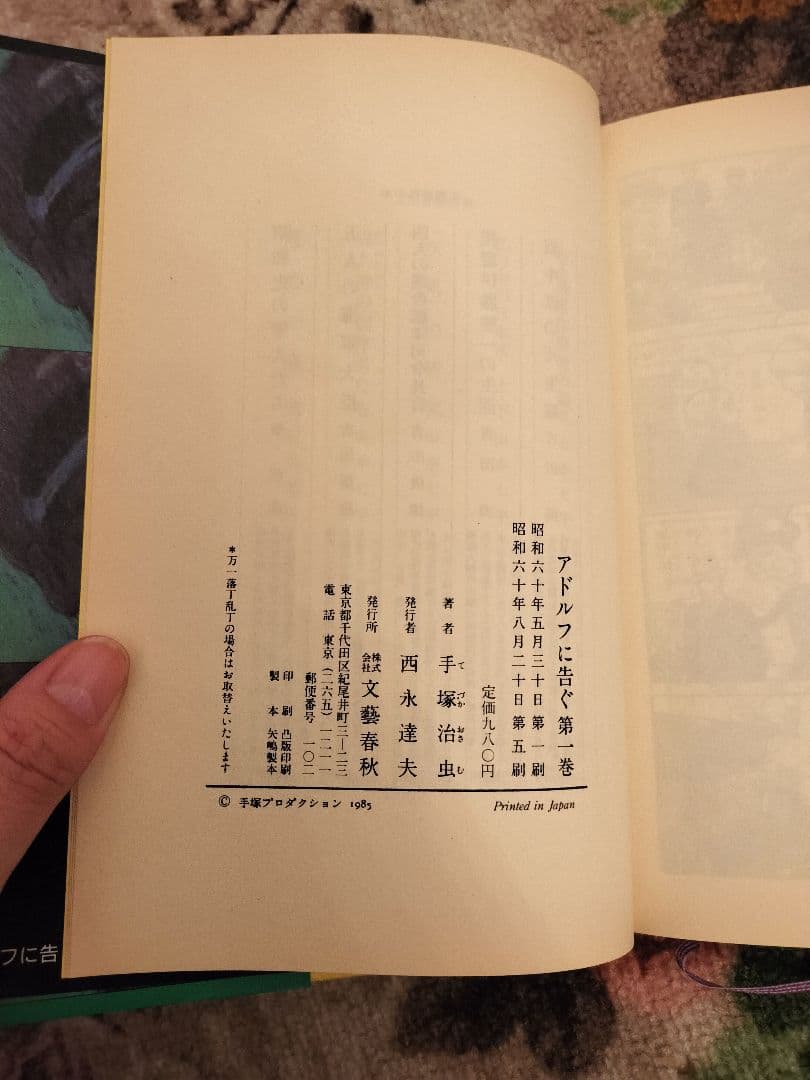 アドルフに告ぐ 第一巻
昭和六十年五月三十日 第一刷
昭和六十年八月二十日 第五刷
定価九八〇円
著者 手塚治虫
てづかおさむ
発行者 西永達夫
発行所 株式会社 文藝春秋
東京都千代田区紀尾井町三—二三
電話 東京(二六五)一二一一
郵便番号 一〇二
印刷 凸版印刷
製本 矢嶋製本
*万一落丁乱丁の場合はお取替えいたします
© 手塚プロダクション 1985
Printed in Japan
フに告